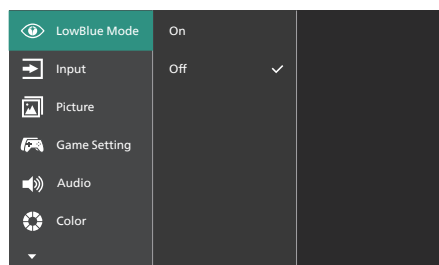 LowBlue Mode
On
Input
Off
Picture
Game Setting
Audio
Color